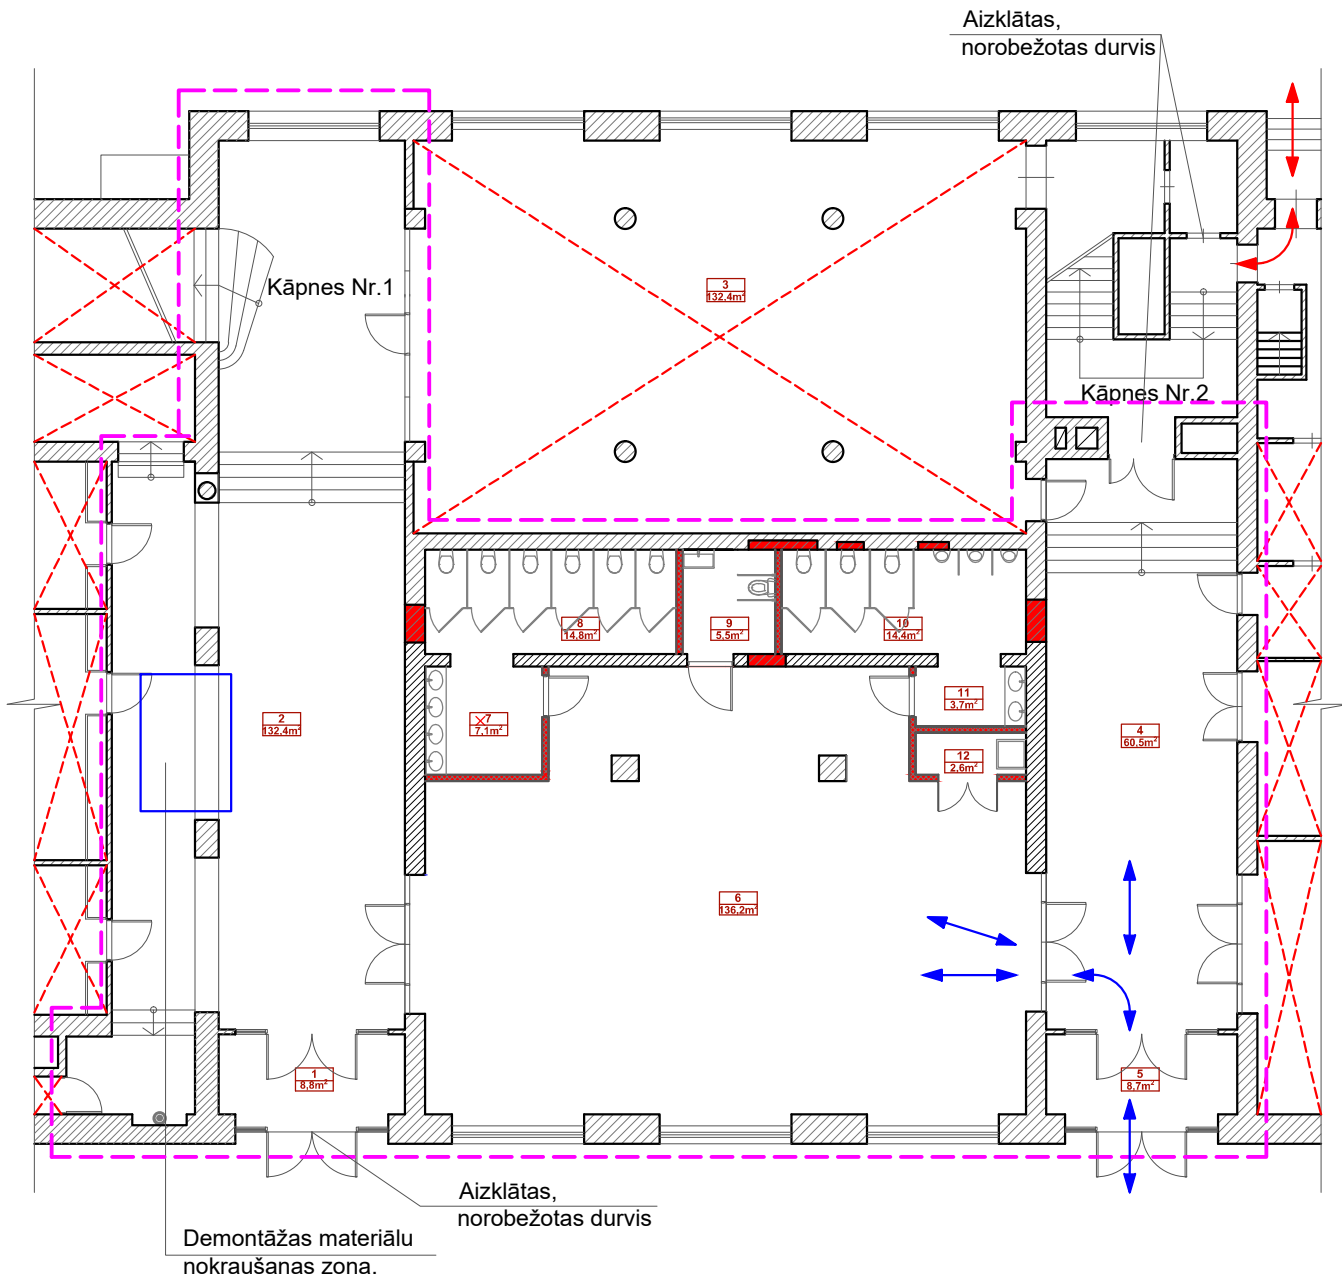 Aizklātas,
norobežotas durvis
Kāpnes Nr.1
3
132,4m²
Kāpnes Nr.2
8
14,8m²
9
5,5m²
10
14,4m²
2
132,4m²
7
7,1m²
11
3,7m²
4
60,5m²
12
2,6m²
6
136,2m²
1
8,8m²
5
8,7m²
Aizklātas,
norobežotas durvis
Demontāžas materiālu
nokraušanas zona.